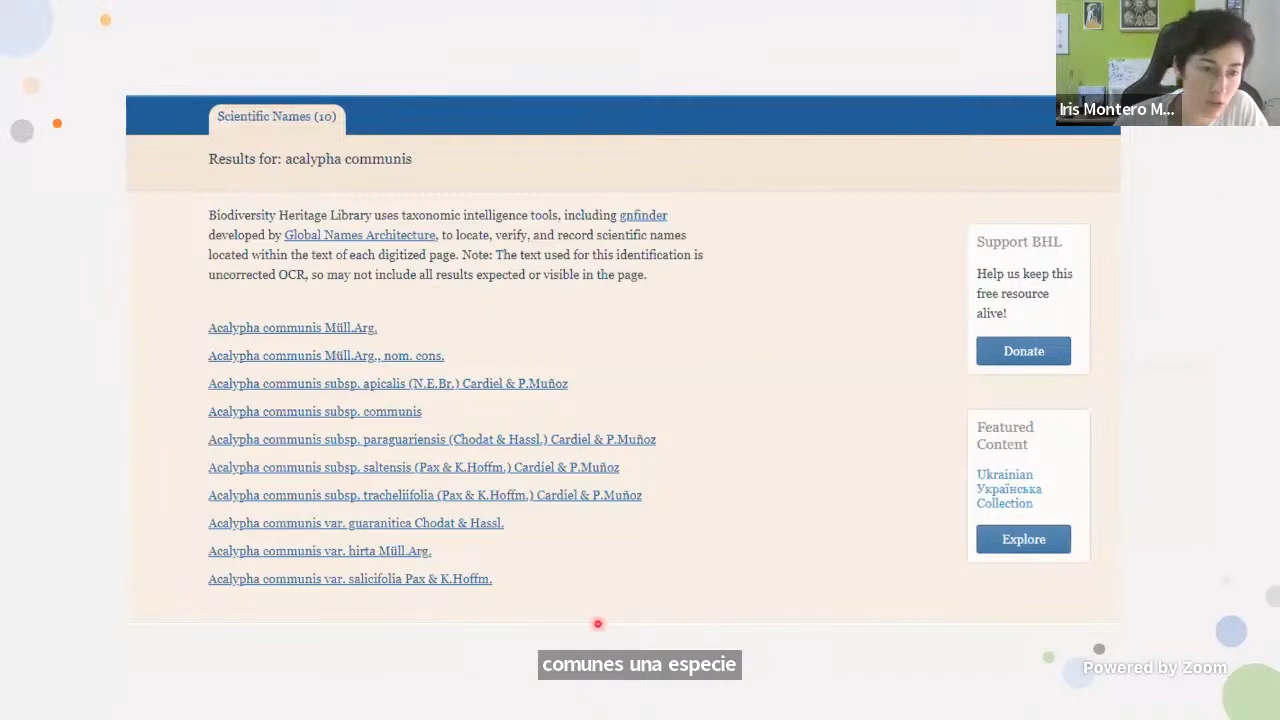 Iris Montero M...
Scientific Names (10)
Results for: acalypha communis
Biodiversity Heritage Library uses taxonomic intelligence tools, including gnfinder
developed by Global Names Architecture, to locate, verify, and record scientific names
located within the text of each digitized page. Note: The text used for this identification is
uncorrected OCR, so may not include all results expected or visible in the page.
Acalypha communis Müll.Arg.
Acalypha communis Müll.Arg., nom. cons.
Acalypha communis subsp. apicalis (N.E.Br.) Cardiel & P.Muñoz
Acalypha communis subsp. communis
Acalypha communis subsp. paraguariensis (Chodat & Hassl.) Cardiel & P.Muñoz
Acalypha communis subsp. saltensis (Pax & K.Hoffm.) Cardiel & P.Muñoz
Acalypha communis subsp. tracheliifolia (Pax & K.Hoffm.) Cardiel & P.Muñoz
Acalypha communis var. guaranitica Chodat & Hassl.
Acalypha communis var. hirta Müll.Arg.
Acalypha communis var. salicifolia Pax & K.Hoffm.
Support BHL
Help us keep this
free resource
alive!
Donate
Featured
Content
Ukrainian
Українська
Collection
Explore
comunes una especie
Powered by Zoom